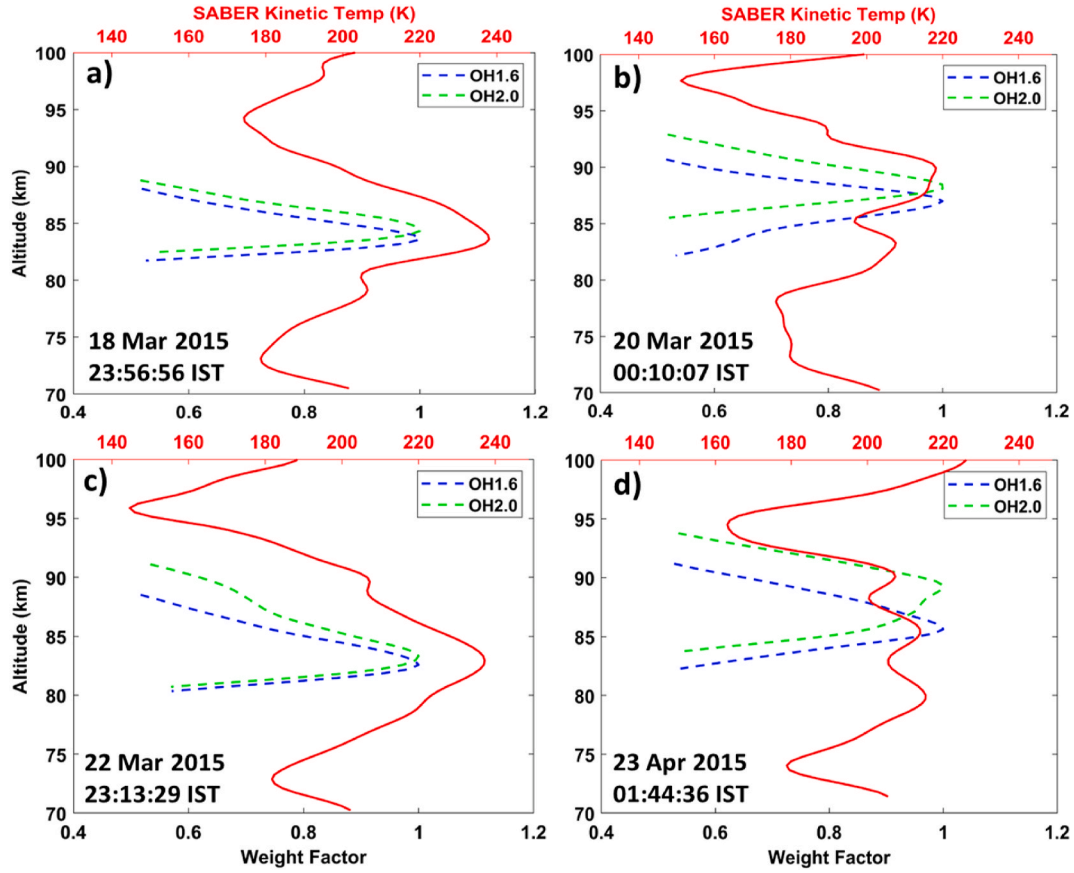 SABER Kinetic Temp (K)
140 160 180 200 220 240
a)
OH1.6
OH2.0
100
95
90
85
80
75
70
Altitude (km)
18 Mar 2015
23:56:56 IST
0.4 0.6 0.8 1 1.2
SABER Kinetic Temp (K)
140 160 180 200 220 240
b)
OH1.6
OH2.0
100
95
90
85
80
75
70
20 Mar 2015
00:10:07 IST
0.4 0.6 0.8 1 1.2
140 160 180 200 220 240
c)
OH1.6
OH2.0
100
95
90
85
80
75
70
Altitude (km)
22 Mar 2015
23:13:29 IST
0.4 0.6 0.8 1 1.2
Weight Factor
140 160 180 200 220 240
d)
OH1.6
OH2.0
100
95
90
85
80
75
70
23 Apr 2015
01:44:36 IST
0.4 0.6 0.8 1 1.2
Weight Factor